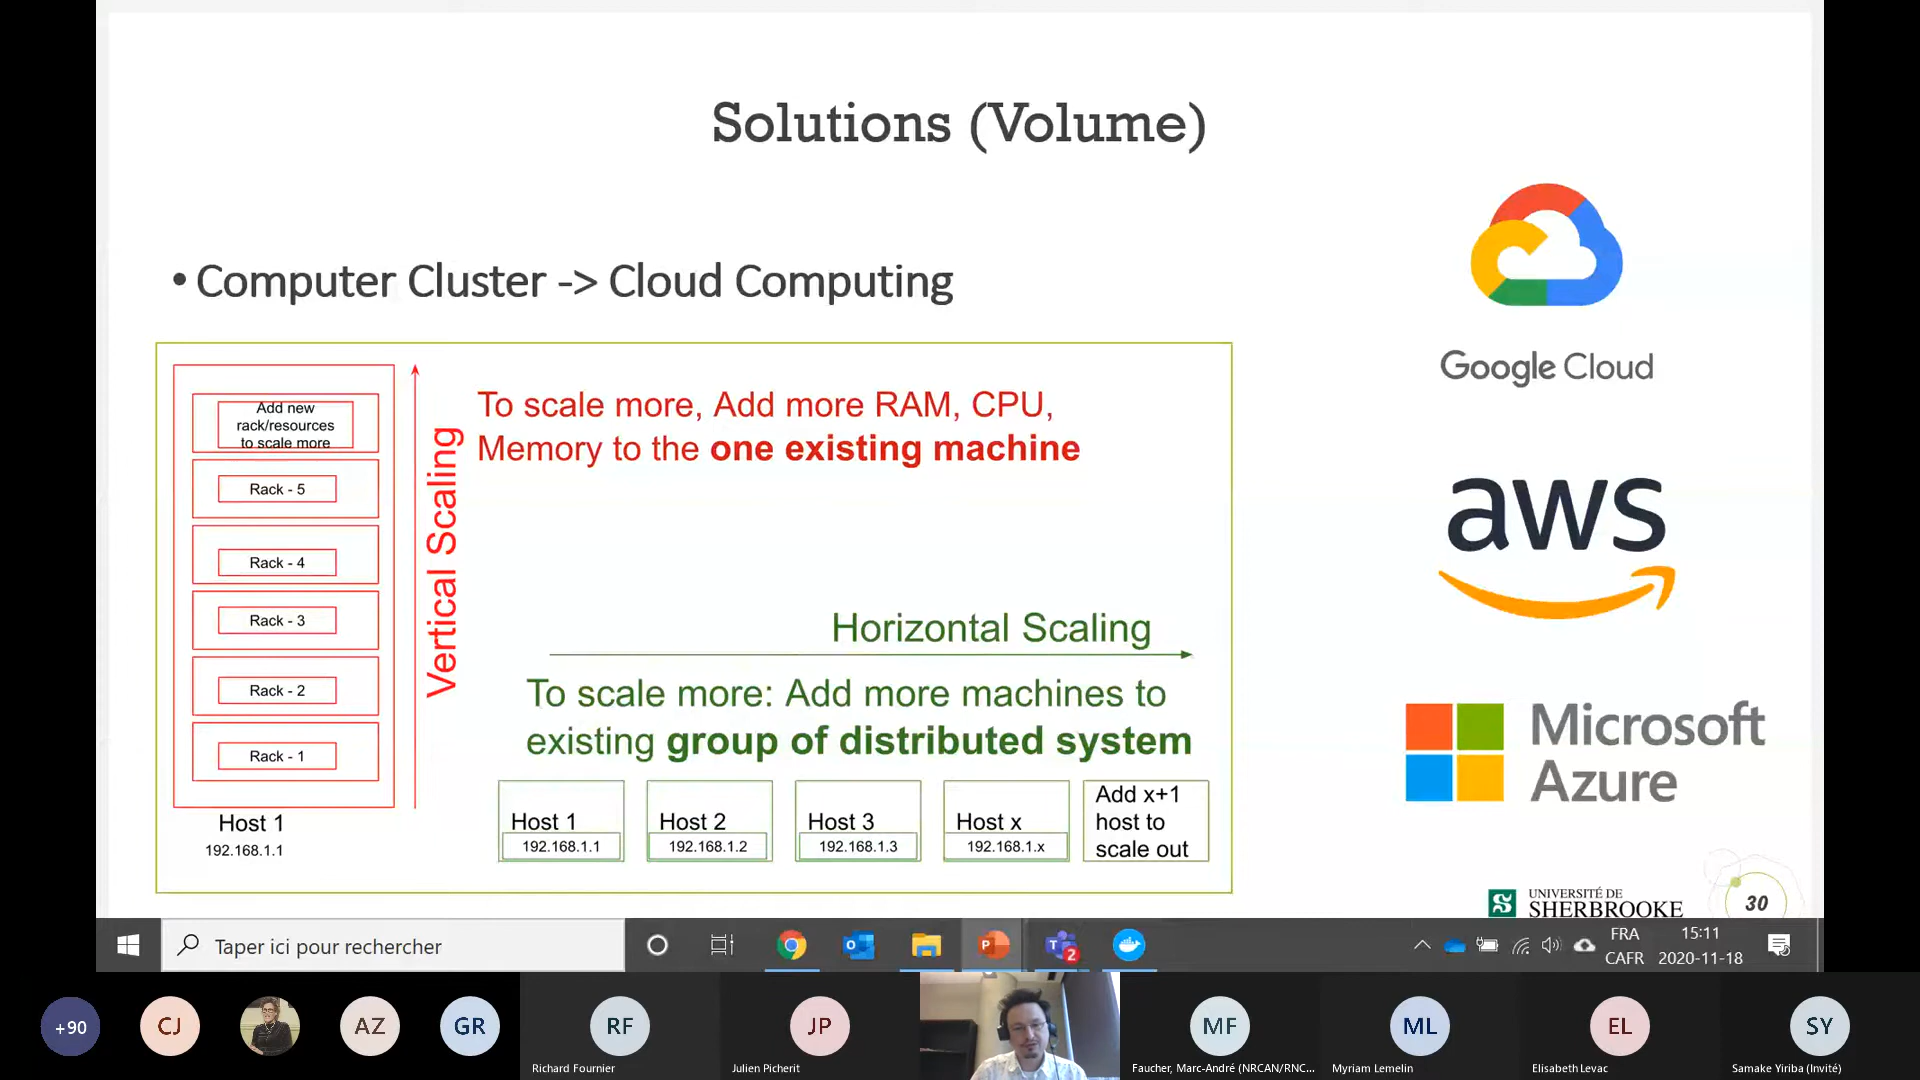 Solutions (Volume)
• Computer Cluster -> Cloud Computing
Add new
rack/resources
to scale more
Rack - 5
Rack - 4
Rack - 3
Rack - 2
Rack - 1
Host 1
192.168.1.1
Vertical Scaling
To scale more, Add more RAM, CPU,
Memory to the one existing machine
Horizontal Scaling
To scale more: Add more machines to
existing group of distributed system
Host 1
192.168.1.1
Host 2
192.168.1.2
Host 3
192.168.1.3
Host x
192.168.1.x
Add x+1
host to
scale out
Google Cloud
aws
Microsoft
Azure
UNIVERSITÉ DE
SHERBROOKE
30
Taper ici pour rechercher
2
FRA
CAFR
15:11
2020-11-18
+90
CJ
AZ
GR
RF
Richard Fournier
JP
Julien Picherit
MF
Faucher, Marc-André (NRCAN/RNC...
ML
Myriam Lemelin
EL
Elisabeth Levac
SY
Samake Yiriba (Invité)